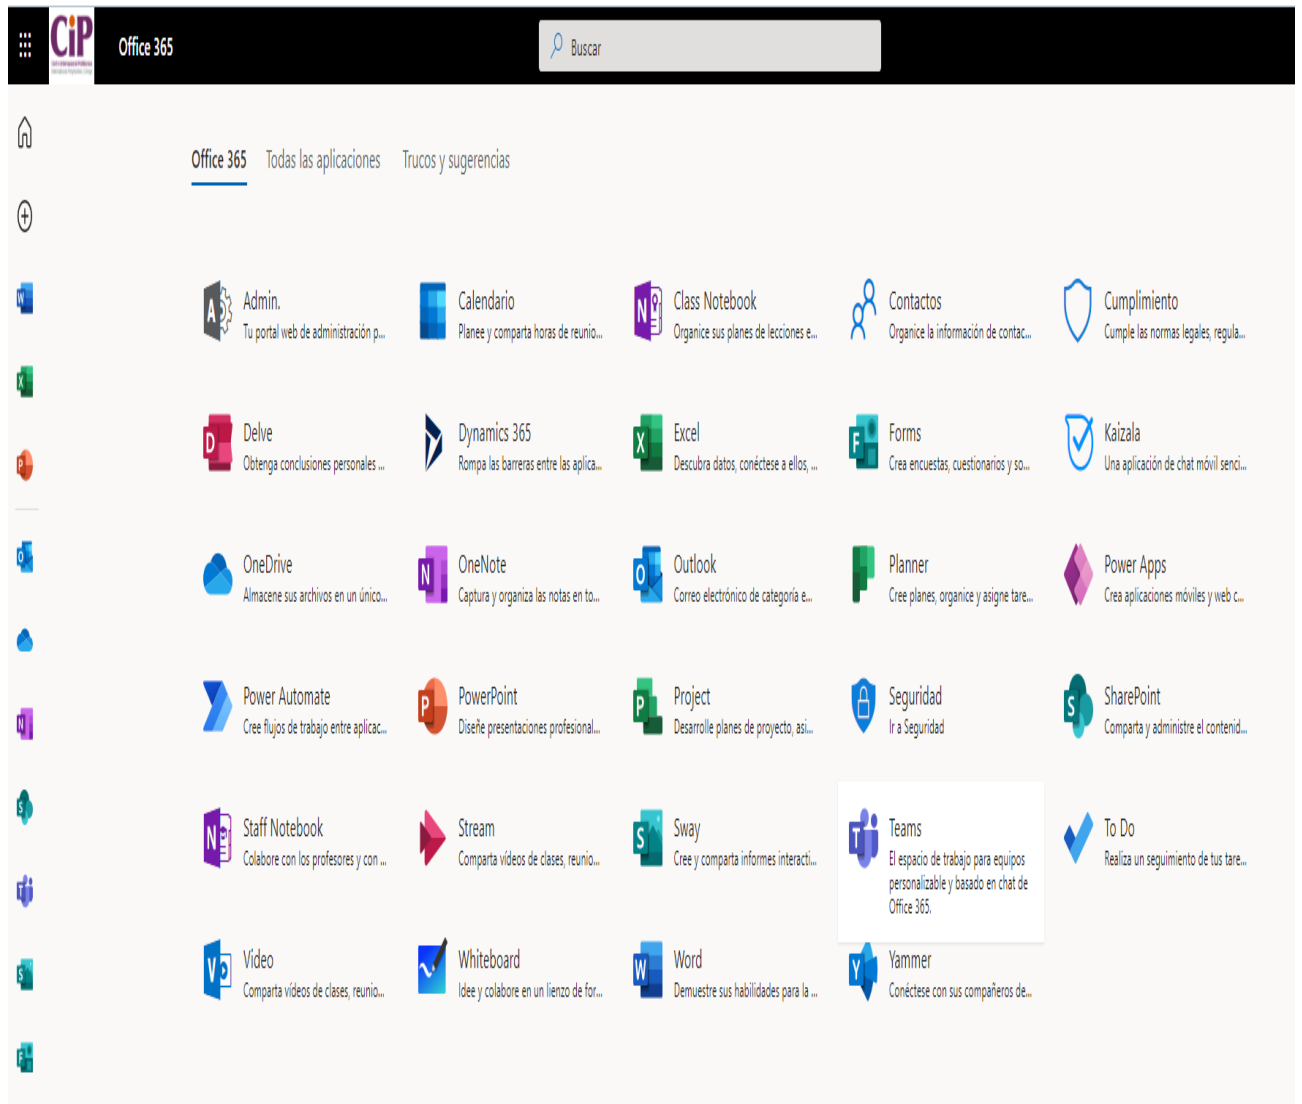 CiP
Office 365
Buscar
Office 365 Todas las aplicaciones Trucos y sugerencias
Admin.
Tu portal web de administración p...
Calendario
Planee y comparta horas de reunio...
Class Notebook
Organice sus planes de lecciones e...
Contactos
Organice la información de contac...
Cumplimiento
Cumple las normas legales, regula...
Delve
Obtenga conclusiones personales ...
Dynamics 365
Rompa las barreras entre las aplica...
Excel
Descubra datos, conéctese a ellos, ...
Forms
Crea encuestas, cuestionarios y so...
Kaizala
Una aplicación de chat móvil senci...
OneDrive
Almacene sus archivos en un único...
OneNote
Captura y organiza las notas en to...
Outlook
Correo electrónico de categoría e...
Planner
Cree planes, organice y asigne tare...
Power Apps
Crea aplicaciones móviles y web c...
Power Automate
Cree flujos de trabajo entre aplicac...
PowerPoint
Diseñe presentaciones profesional...
Project
Desarrolle planes de proyecto, asi...
Seguridad
Ir a Seguridad
SharePoint
Comparta y administre el contenid...
Staff Notebook
Colabore con los profesores y con ...
Stream
Comparta vídeos de clases, reunio...
Sway
Cree y comparta informes interacti...
Teams
El espacio de trabajo para equipos
personalizable y basado en chat de
Office 365.
To Do
Realiza un seguimiento de tus tare...
Video
Comparta vídeos de clases, reunio...
Whiteboard
Idee y colabore en un lienzo de for...
Word
Demuestre sus habilidades para la ...
Yammer
Conéctese con sus compañeros de...